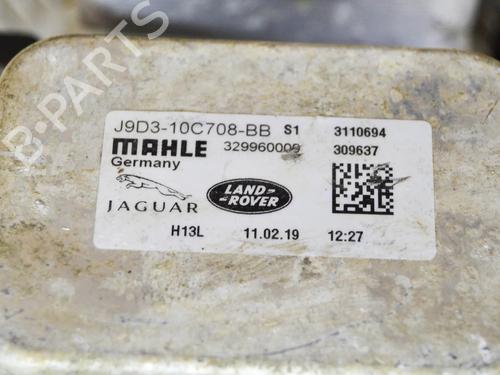 B-PARTS
J9D3-10C708-BB S1 3110694
MAHLE 329960009 309637
Germany
JAGUAR
LAND-
ROVER
H13L 11.02.19 12:27